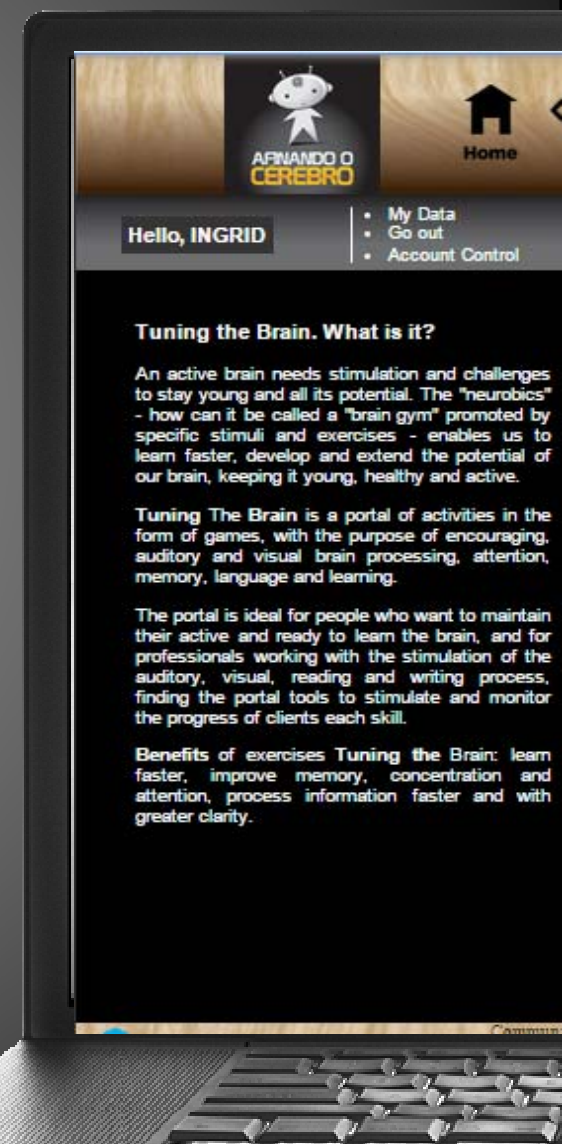 AFINANDO O
CEREBRO
Home
Hello, INGRID
• My Data
• Go out
• Account Control
Tuning the Brain. What is it?
An active brain needs stimulation and challenges
to stay young and all its potential. The "neurobics"
- how can it be called a "brain gym" promoted by
specific stimuli and exercises - enables us to
learn faster, develop and extend the potential of
our brain, keeping it young, healthy and active.
Tuning The Brain is a portal of activities in the
form of games, with the purpose of encouraging,
auditory and visual brain processing, attention,
memory, language and learning.
The portal is ideal for people who want to maintain
their active and ready to learn the brain, and for
professionals working with the stimulation of the
auditory, visual, reading and writing process,
finding the portal tools to stimulate and monitor
the progress of clients each skill.
Benefits of exercises Tuning the Brain: learn
faster, improve memory, concentration and
attention, process information faster and with
greater clarity.